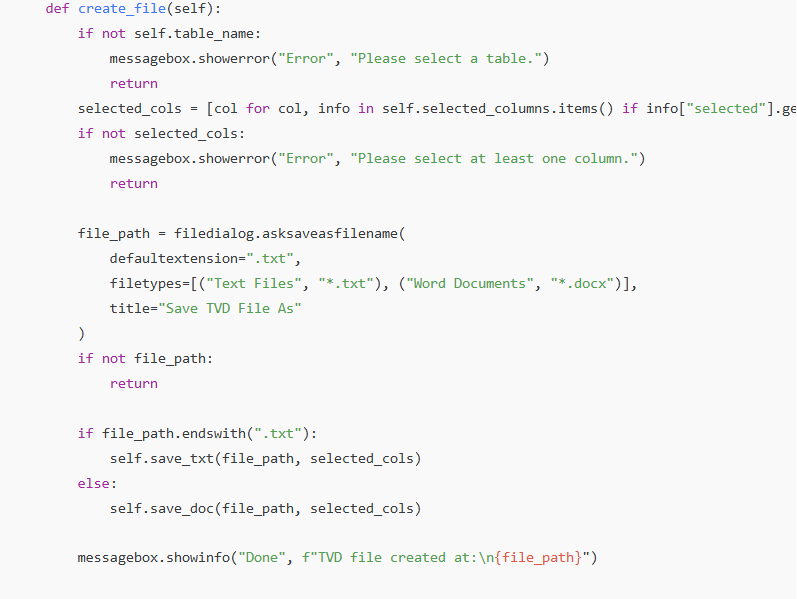 def create_file(self):
    if not self.table_name:
        messagebox.showerror("Error", "Please select a table.")
        return
    selected_cols = [col for col, info in self.selected_columns.items() if info["selected"].ge
    if not selected_cols:
        messagebox.showerror("Error", "Please select at least one column.")
        return

    file_path = filedialog.asksaveasfilename(
        defaultextension=".txt",
        filetypes=[("Text Files", "*.txt"), ("Word Documents", "*.docx")],
        title="Save TVD File As"
    )
    if not file_path:
        return

    if file_path.endswith(".txt"):
        self.save_txt(file_path, selected_cols)
    else:
        self.save_doc(file_path, selected_cols)

    messagebox.showinfo("Done", f"TVD file created at:\n{file_path}")